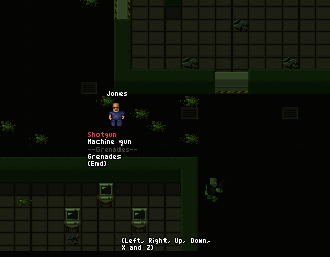 Jones
Shotgun
Machine gun
--Grenades--
Grenades
(End)
(Left, Right, Up, Down,
X and Z)